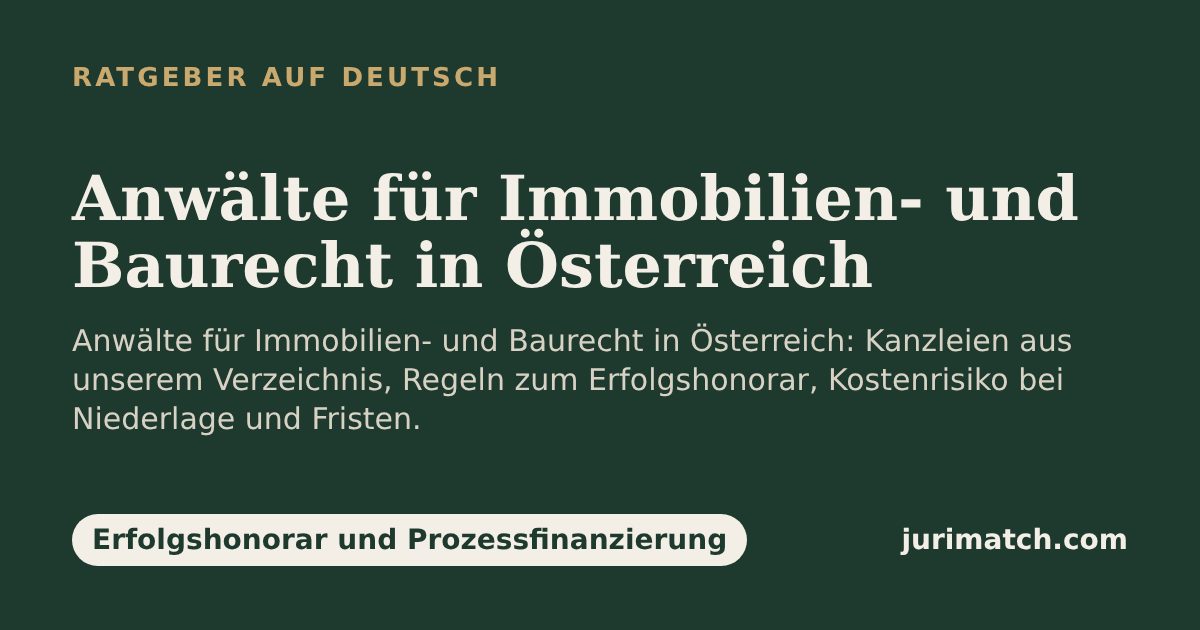 RATGEBER AUF DEUTSCH
Anwälte für Immobilien- und
Baurecht in Österreich
Anwälte für Immobilien- und Baurecht in Österreich: Kanzleien aus
unserem Verzeichnis, Regeln zum Erfolgshonorar, Kostenrisiko bei
Niederlage und Fristen.
Erfolgshonorar und Prozessfinanzierung
jurimatch.com